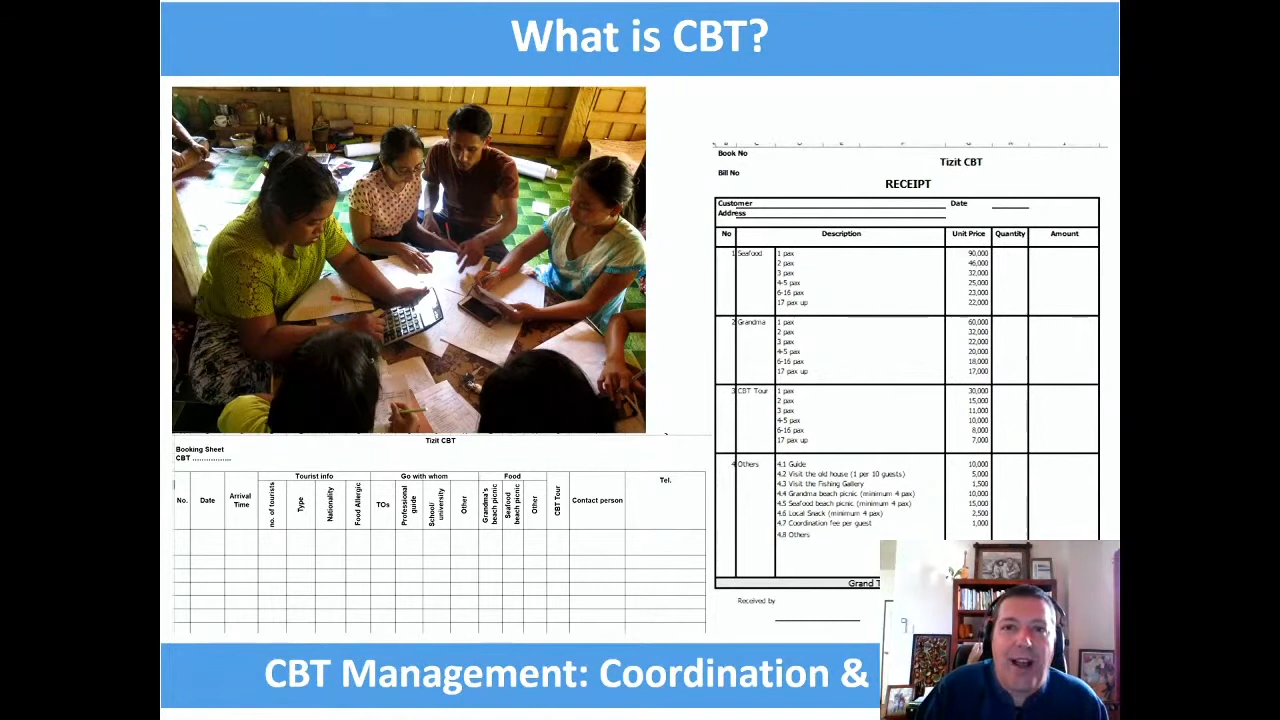 What is CBT?
Book No
Tizit CBT
Bill No
RECEIPT
Customer
Date
Address
No
Description
Unit Price
Quantity
Amount
1 Seafood
1 pax
90,000
2 pax
46,000
3 pax
32,000
4-5 pax
25,000
6-16 pax
23,000
17 pax up
22,000
2 Grandma
1 pax
60,000
2 pax
32,000
3 pax
22,000
4-5 pax
20,000
6-16 pax
18,000
17 pax up
17,000
3 CBT Tour
1 pax
30,000
2 pax
15,000
3 pax
11,000
4-5 pax
10,000
6-16 pax
8,000
17 pax up
7,000
4 Others
4.1 Guide
10,000
4.2 Visit the old house (1 per 10 guests)
5,000
4.3 Visit the Fishing Gallery
1,500
4.4 Grandma beach picnic (minimum 4 pax)
10,000
4.5 Seafood beach picnic (minimum 4 pax)
15,000
4.6 Local Snack (minimum 4 pax)
2,500
4.7 Coordination fee per guest
1,000
4.8 Others
Grand
Received by
Tizit CBT
Booking Sheet
CBT .................
No.
Date
Arrival
Time
Tourist info
no. of tourists
Type
Nationality
Food Allergic
Go with whom
TOs
Professional
guide
School/
university
Other
Food
Grandma's
beach picnic
Seafood
beach picnic
Other
CBT Tour
Contact person
Tel.
CBT Management: Coordination &